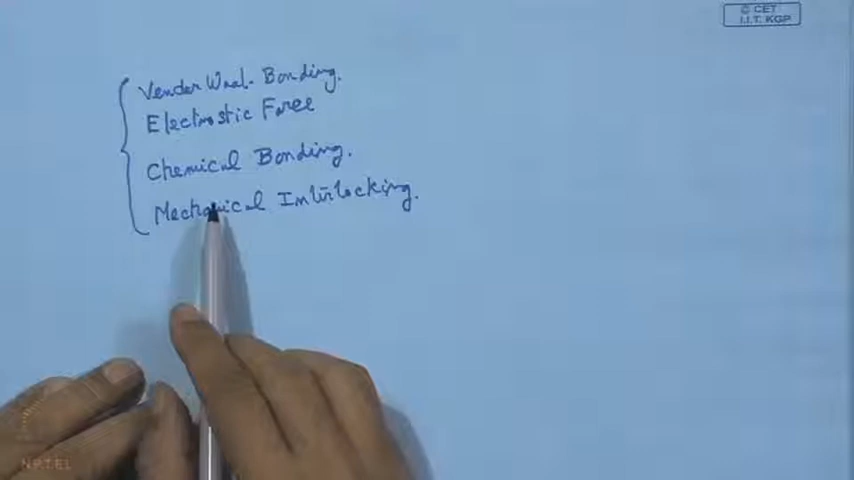 © CET
I.I.T. KGP
Vender Waal. Bonding.
Electrostic Force
Chemical Bonding.
Mechanical Interlocking.
NPTEL